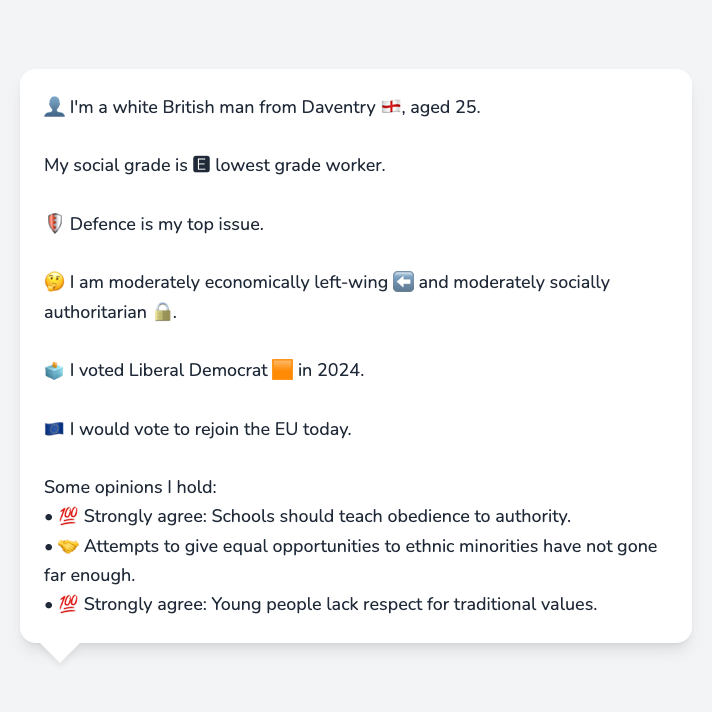 👤 I'm a white British man from Daventry 🏴󠁧󠁢󠁥󠁮󠁧󠁿, aged 25.
My social grade is 🅴 lowest grade worker.
🛡️ Defence is my top issue.
🤔 I am moderately economically left-wing ⬅️ and moderately socially
authoritarian 🔒.
🗳️ I voted Liberal Democrat 🟧 in 2024.
🇪🇺 I would vote to rejoin the EU today.
Some opinions I hold:
• 💯 Strongly agree: Schools should teach obedience to authority.
• 🤝 Attempts to give equal opportunities to ethnic minorities have not gone
far enough.
• 💯 Strongly agree: Young people lack respect for traditional values.